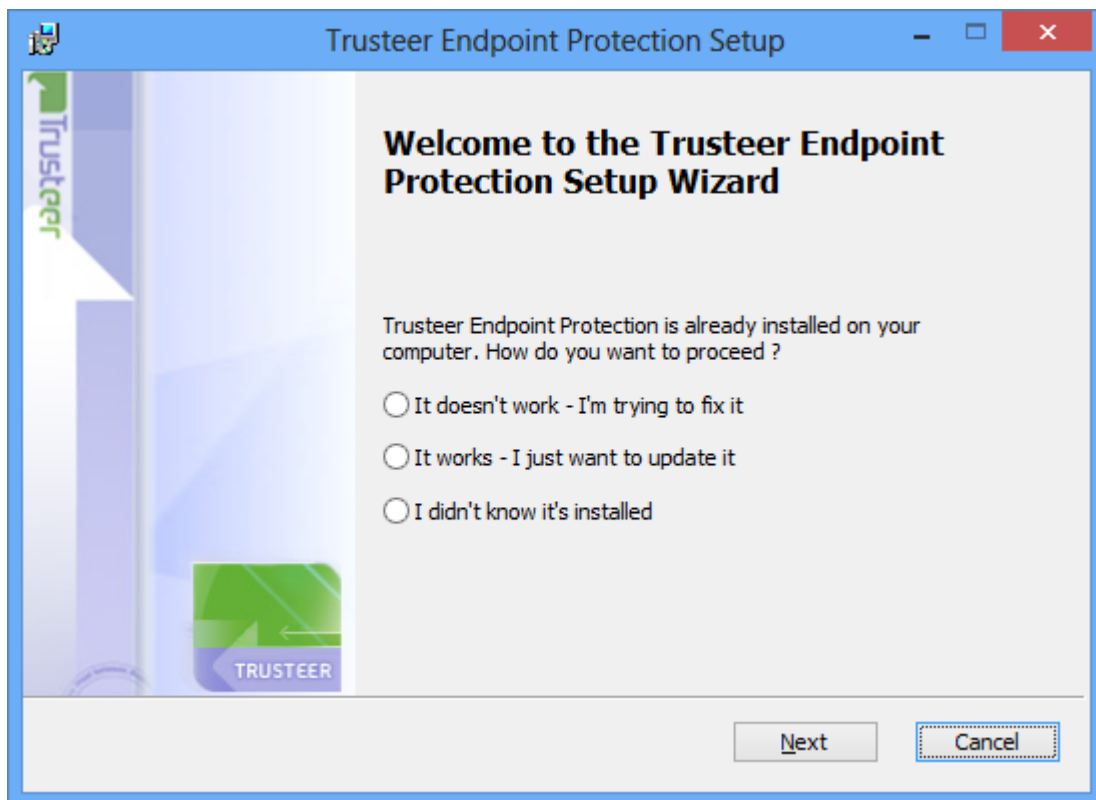 Trusteer Endpoint Protection Setup
Trusteer
Welcome to the Trusteer Endpoint
Protection Setup Wizard
Trusteer Endpoint Protection is already installed on your
computer. How do you want to proceed ?
It doesn't work - I'm trying to fix it
It works - I just want to update it
I didn't know it's installed
TRUSTEER
Next
Cancel